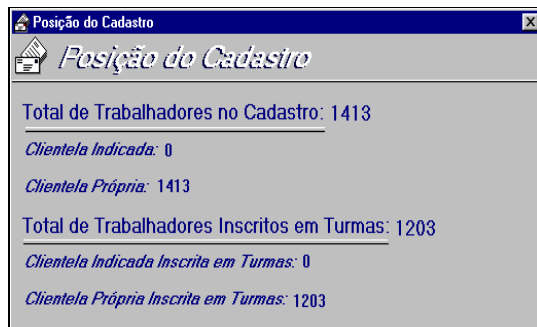 Posição do Cadastro
Posição do Cadastro
Total de Trabalhadores no Cadastro: 1413
Clientela Indicada: 0
Clientela Própria: 1413
Total de Trabalhadores Inscritos em Turmas: 1203
Clientela Indicada Inscrita em Turmas: 0
Clientela Própria Inscrita em Turmas: 1203